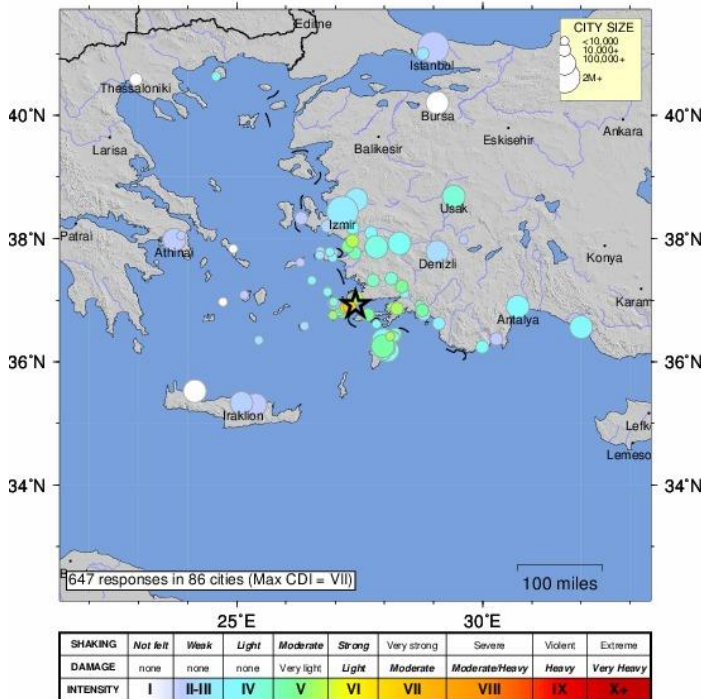 Edirne
CITY SIZE
<10,000
10,000+
100,000+
2M+
Istanbul
Thessaloniki
Bursa
40°N
40°N
Ankara
Eskisehir
Balikesir
Larisa
Usak
Izmir
38°N
38°N
Patrai
Athinai
Denizli
Konya
Karam
Antalya
36°N
36°N
Iraklion
Lefk
Lemeso
34°N
34°N
B
647 responses in 86 cities (Max CDI = VII)
100 miles
25°E
30°E
SHAKING Not felt Weak Light Moderate Strong Very strong Severe Violent Extreme
DAMAGE none none none Very light Light Moderate Moderate/Heavy Heavy Very Heavy
INTENSITY I II-III IV V VI VII VIII IX X+